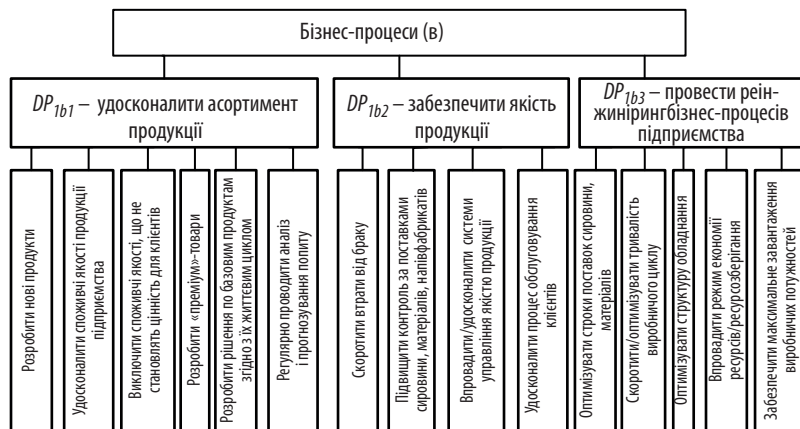 Бізнес-процеси (в)
DP1b1 – удосконалити асортимент
продукції
DP1b2 – забезпечити якість
продукції
DP1b3 – провести реін-
жинірингбізнес-процесів
підприємства
Розробити нові продукти
Удосконалити споживчі якості продукції
підприємства
Виключити споживчі якості, що не
становлять цінність для клієнтів
Розробити «преміум»-товари
Розробити рішення по базовим продуктам
згідно з їх життєвим циклом
Регулярно проводити аналіз
і прогнозування попиту
Скоротити втрати від браку
Підвищити контроль за поставками
сировини, матеріалів, напівфабрикатів
Впровадити/удосконалити системи
управління якістю продукції
Удосконалити процес обслуговування
клієнтів
Оптимізувати строки поставок сировини,
матеріалів
Скоротити/оптимізувати тривалість
виробничого циклу
Оптимізувати структуру обладнання
Впровадити режим економії
ресурсів/ресурсозберігання
Забезпечити максимальне завантаження
виробничих потужностей